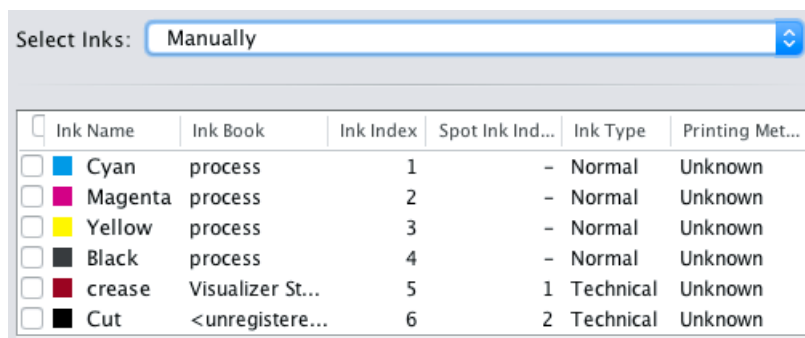 Select Inks: Manually
Ink Name Ink Book Ink Index Spot Ink Ind... Ink Type Printing Met...
Cyan process 1 – Normal Unknown
Magenta process 2 – Normal Unknown
Yellow process 3 – Normal Unknown
Black process 4 – Normal Unknown
crease Visualizer St... 5 1 Technical Unknown
Cut <unregistere... 6 2 Technical Unknown